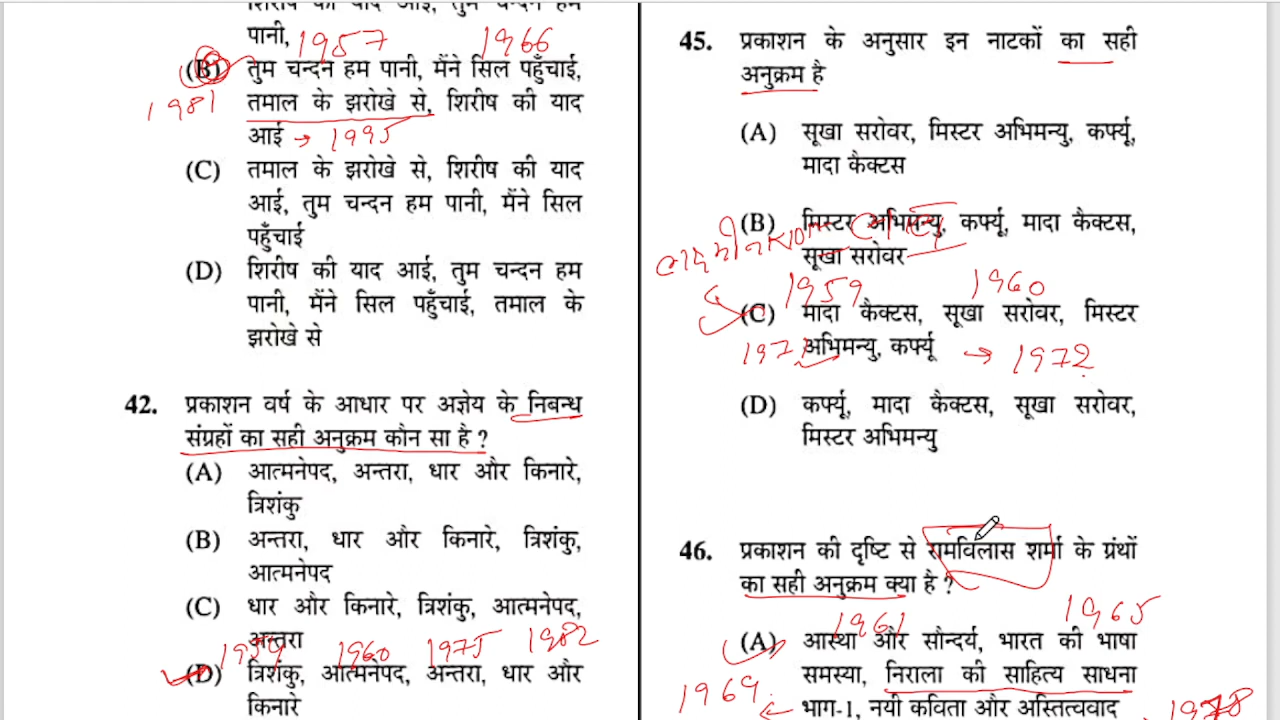 शिरीष की याद आई, तुम चन्दन हम
पानी, 1957 1966
(B) तुम चन्दन हम पानी, मैंने सिल पहुँचाई,
1981 तमाल के झरोखे से, शिरीष की याद
आई → 1995
(C) तमाल के झरोखे से, शिरीष की याद
आई, तुम चन्दन हम पानी, मैंने सिल
पहुँचाई
(D) शिरीष की याद आई, तुम चन्दन हम
पानी, मैंने सिल पहुँचाई, तमाल के
झरोखे से
42. प्रकाशन वर्ष के आधार पर अज्ञेय के निबन्ध
संग्रहों का सही अनुक्रम कौन सा है ?
(A) आत्मनेपद, अन्तरा, धार और किनारे,
त्रिशंकु
(B) अन्तरा, धार और किनारे, त्रिशंकु,
आत्मनेपद
(C) धार और किनारे, त्रिशंकु, आत्मनेपद,
अन्तरा
1960 1975 1982
(D) त्रिशंकु, आत्मनेपद, अन्तरा, धार और
किनारे
45. प्रकाशन के अनुसार इन नाटकों का सही
अनुक्रम है
(A) सूखा सरोवर, मिस्टर अभिमन्यु, कर्फ्यू,
मादा कैक्टस
(B) मिस्टर अभिमन्यु, कर्फ्यू, मादा कैक्टस,
सूखा सरोवर
1959 1960
(C) मादा कैक्टस, सूखा सरोवर, मिस्टर
अभिमन्यु, कर्फ्यू → 1972
(D) कर्फ्यू, मादा कैक्टस, सूखा सरोवर,
मिस्टर अभिमन्यु
46. प्रकाशन की दृष्टि से रामविलास शर्मा के ग्रंथों
का सही अनुक्रम क्या है ?
1961 1965
(A) आस्था और सौन्दर्य, भारत की भाषा
समस्या, निराला की साहित्य साधना
1969 भाग-1, नयी कविता और अस्तित्ववाद